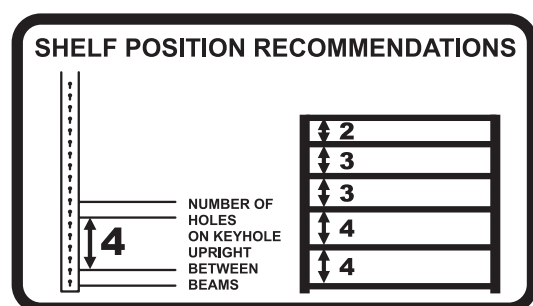 SHELF POSITION RECOMMENDATIONS
4
NUMBER OF
HOLES
ON KEYHOLE
UPRIGHT
BETWEEN
BEAMS
2
3
3
4
4